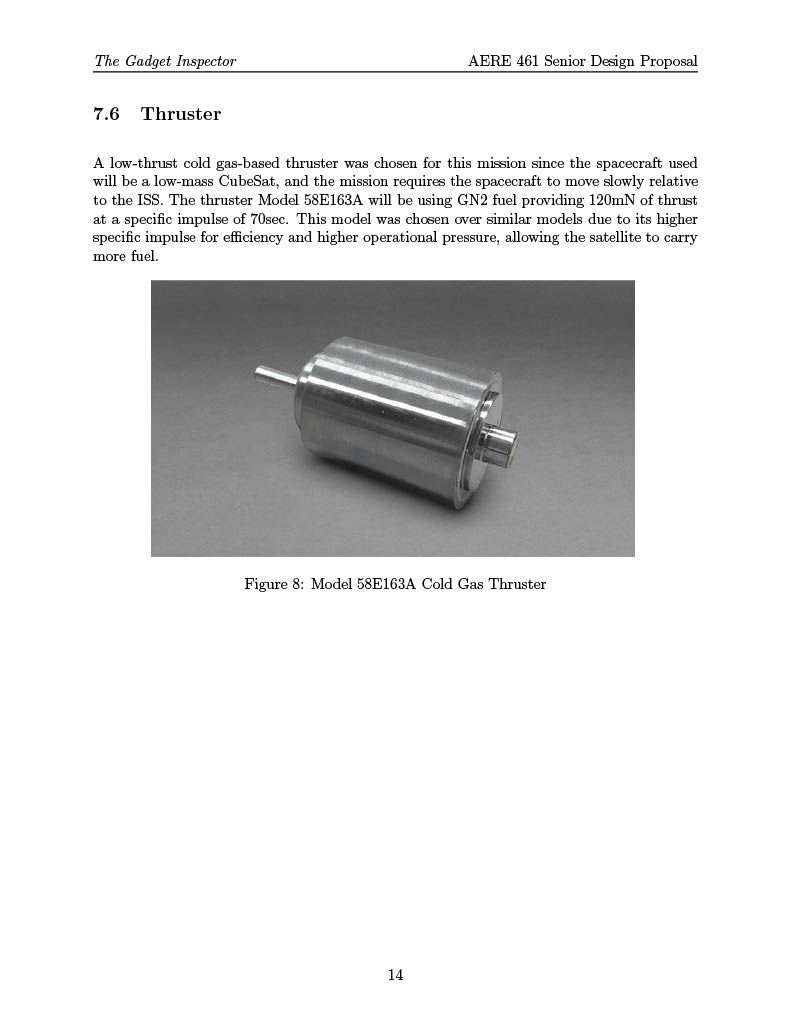 The Gadget Inspector
AERE 461 Senior Design Proposal
7.6 Thruster
A low-thrust cold gas-based thruster was chosen for this mission since the spacecraft used
will be a low-mass CubeSat, and the mission requires the spacecraft to move slowly relative
to the ISS. The thruster Model 58E163A will be using GN2 fuel providing 120mN of thrust
at a specific impulse of 70sec. This model was chosen over similar models due to its higher
specific impulse for efficiency and higher operational pressure, allowing the satellite to carry
more fuel.
Figure 8: Model 58E163A Cold Gas Thruster
14